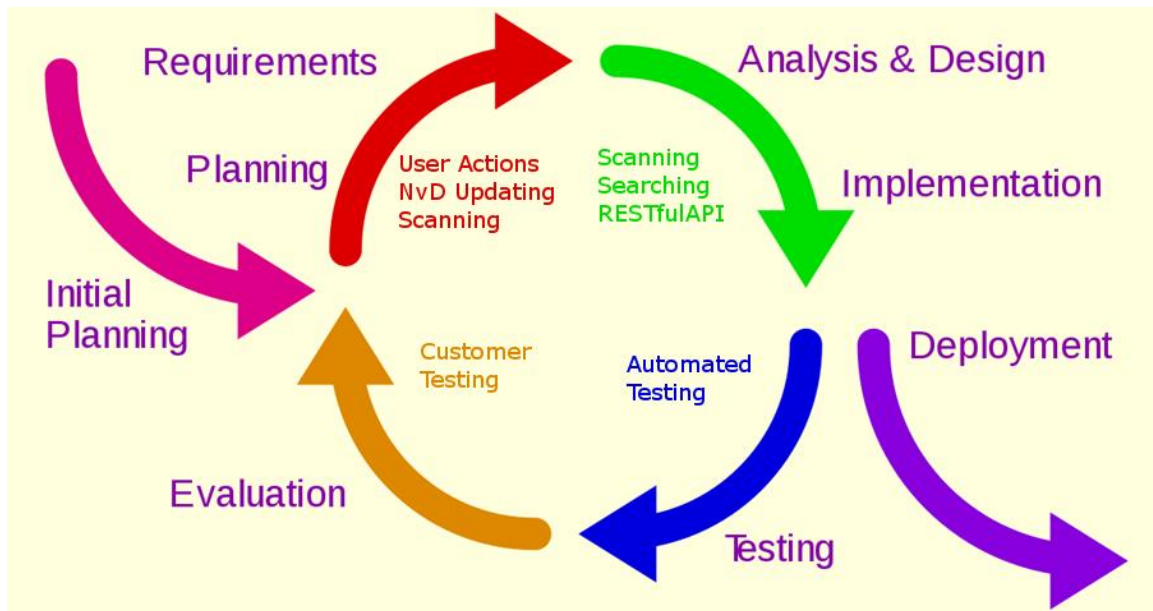 Requirements
Analysis & Design
Planning
User Actions
NvD Updating
Scanning
Scanning
Searching
RESTfulAPI
Implementation
Initial
Planning
Customer
Testing
Automated
Testing
Deployment
Evaluation
Testing